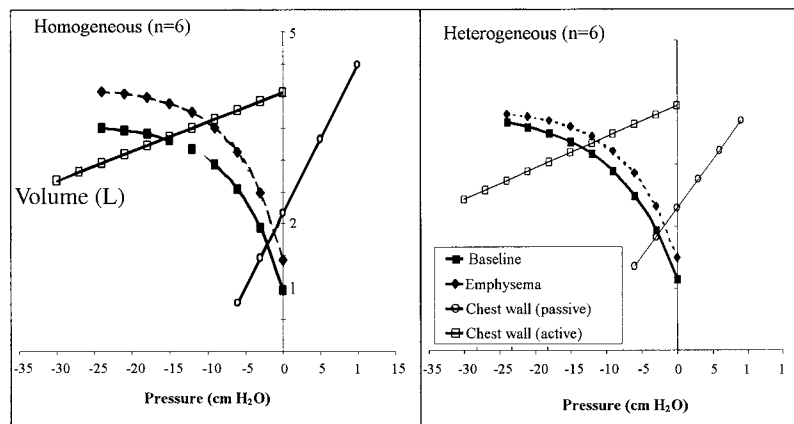 Homogeneous (n=6)
5
Volume (L)
2
1
-35 -30 -25 -20 -15 -10 -5 0 5 10 15
Pressure (cm H₂O)
Heterogeneous (n=6)
Baseline
Emphysema
Chest wall (passive)
Chest wall (active)
-35 -30 -25 -20 -15 -10 -5 0 5 1 1
Pressure (cm H₂O)